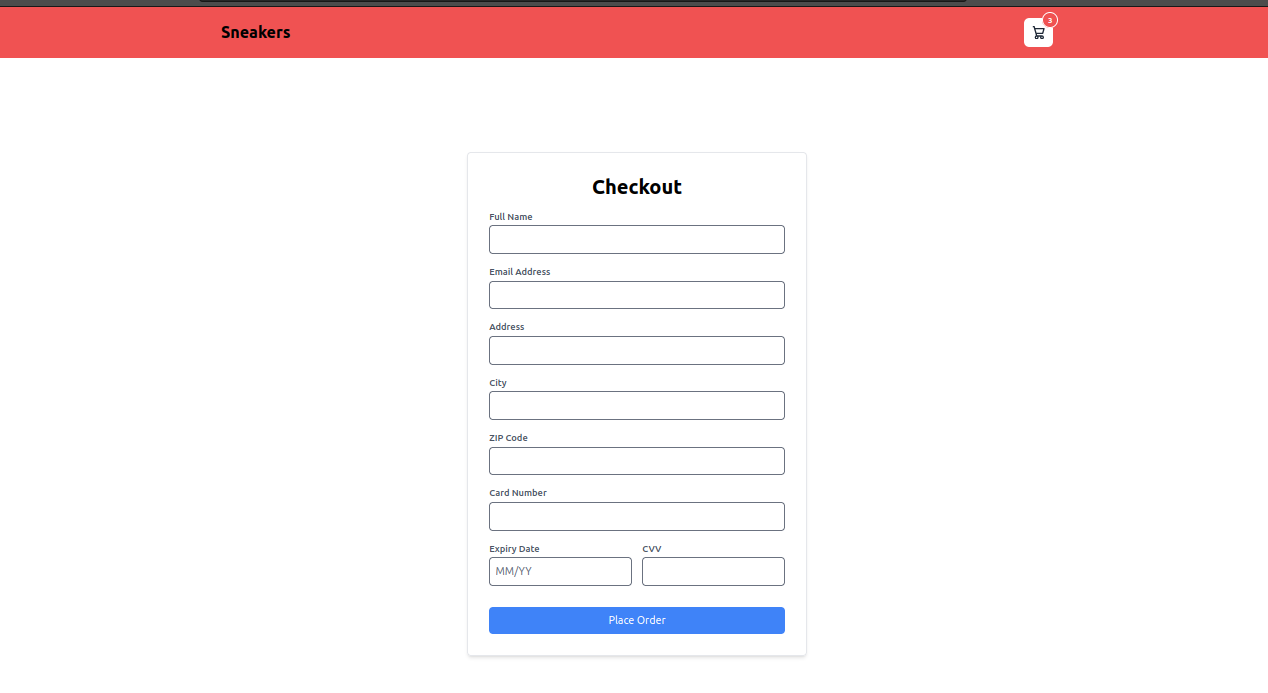 Sneakers
3
Checkout
Full Name
Email Address
Address
City
ZIP Code
Card Number
Expiry Date CVV
MM/YY
Place Order